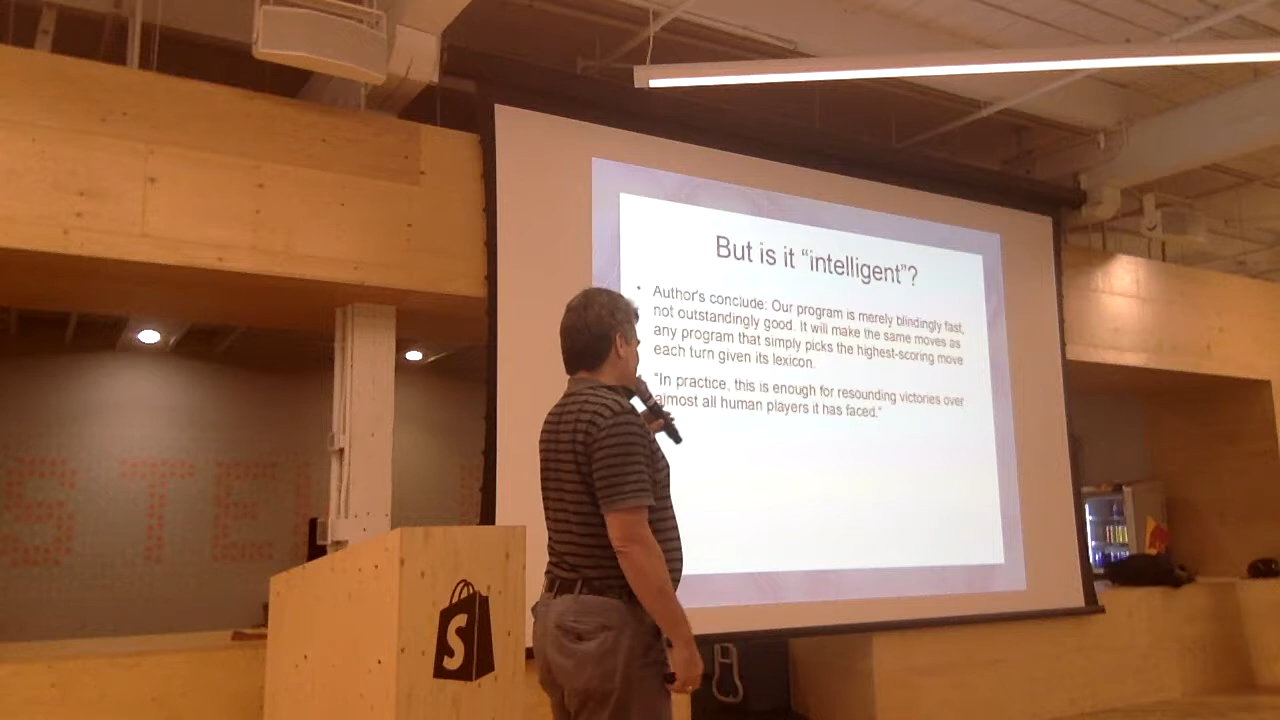 But is it “intelligent”?
• Author's conclude: Our program is merely blindingly fast,
not outstandingly good. It will make the same moves as
any program that simply picks the highest-scoring move
each turn given its lexicon.
“In practice, this is enough for resounding victories over
almost all human players it has faced.”
STE
S